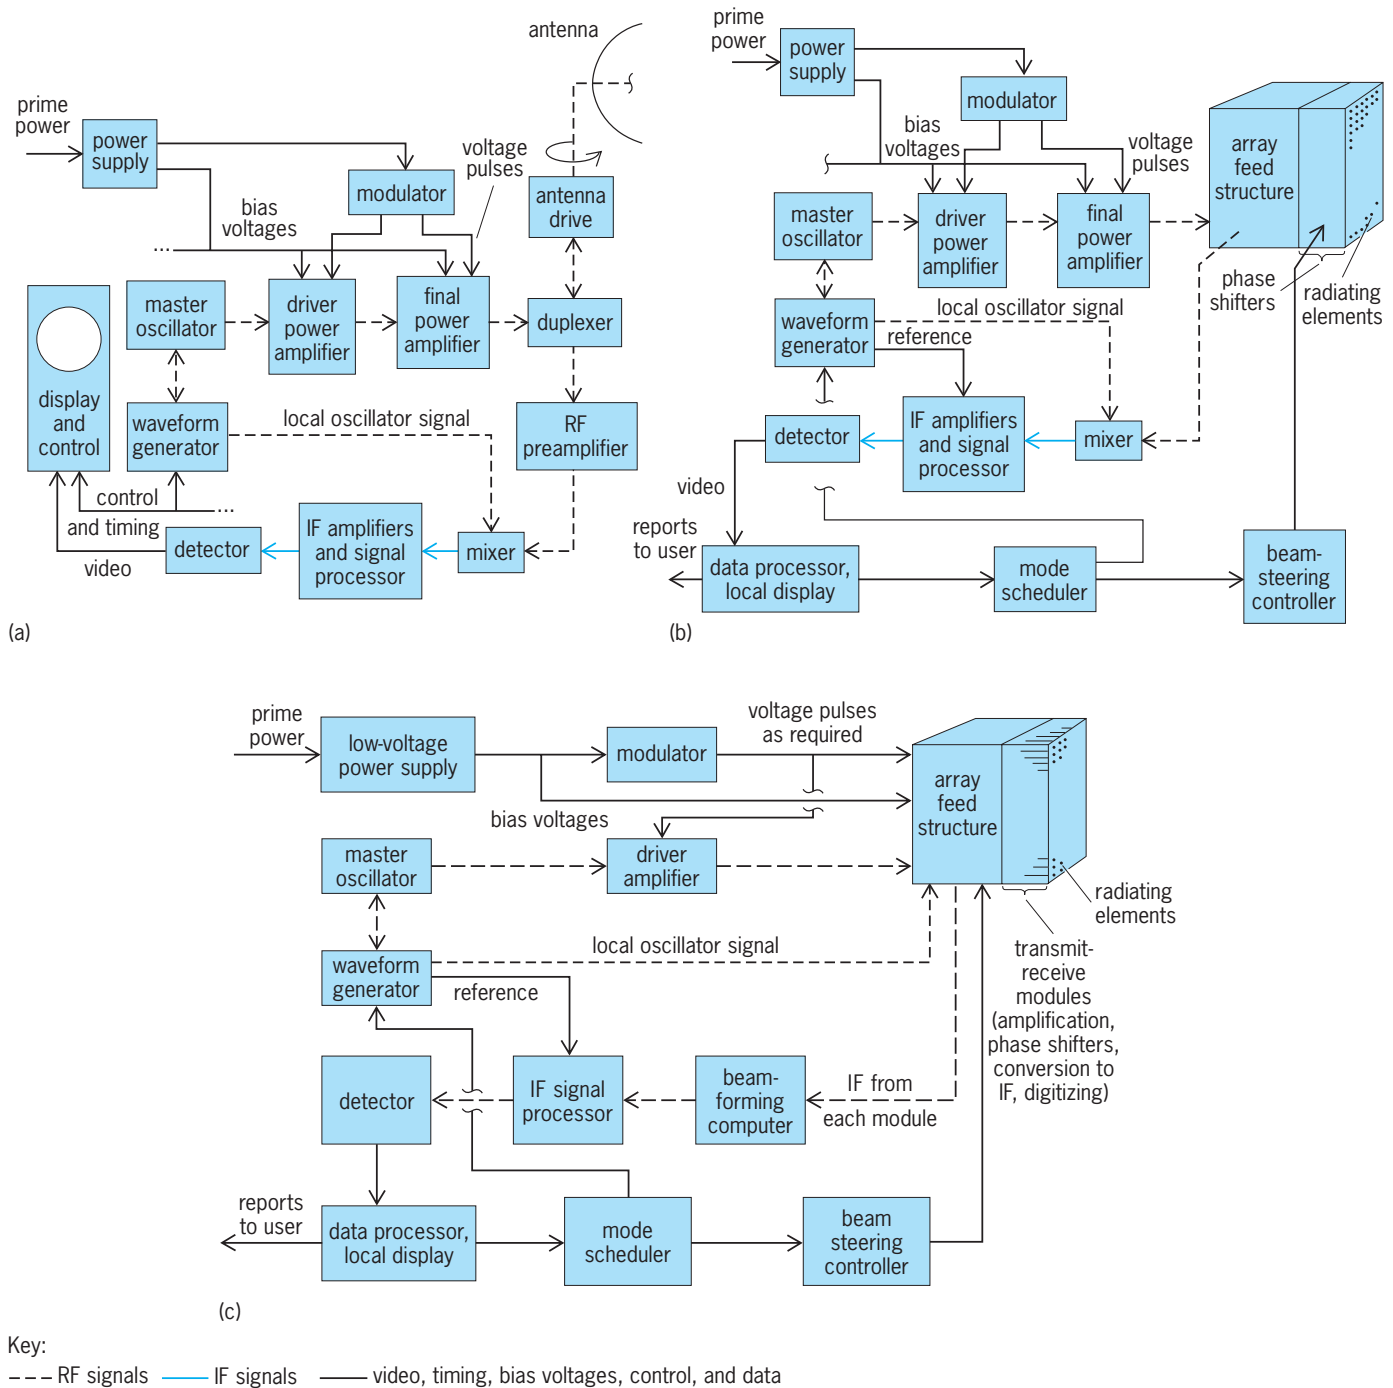 antenna
prime
power
power
supply
voltage
pulses
modulator
antenna
drive
bias
voltages
...
master
oscillator
driver
power
amplifier
final
power
amplifier
duplexer
display
and
control
waveform
generator
local oscillator signal
RF
preamplifier
control
and timing
...
video
detector
IF amplifiers
and signal
processor
mixer
(a)
prime
power
power
supply
modulator
bias
voltages
voltage
pulses
array
feed
structure
master
oscillator
driver
power
amplifier
final
power
amplifier
phase
shifters
radiating
elements
waveform
generator
local oscillator signal
reference
detector
IF amplifiers
and signal
processor
mixer
video
reports
to user
data processor,
local display
mode
scheduler
beam-
steering
controller
(b)
prime
power
low-voltage
power supply
modulator
voltage pulses
as required
array
feed
structure
bias voltages
master
oscillator
driver
amplifier
radiating
elements
waveform
generator
local oscillator signal
reference
transmit-
receive
modules
(amplification,
phase shifters,
conversion to
IF, digitizing)
detector
IF signal
processor
beam-
forming
computer
IF from
each module
reports
to user
data processor,
local display
mode
scheduler
beam
steering
controller
(c)
Key:
RF signals
IF signals
video, timing, bias voltages, control, and data